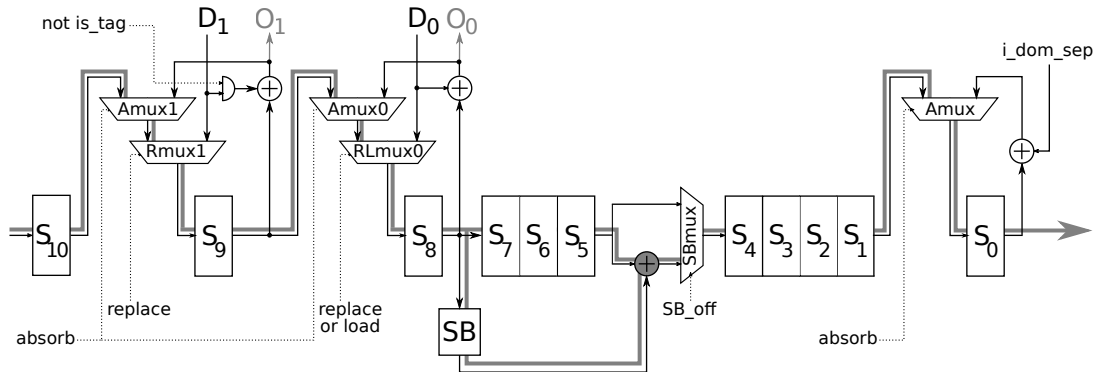 not is_tag D1 O1 D0 O0 i_dom_sep
Amux1 Amux0 Amux
Rmux1 RLmux0
S10 S9 S8 S7 S6 S5 SBmux S4 S3 S2 S1 S0
replace replace SB_off
or load
absorb SB absorb